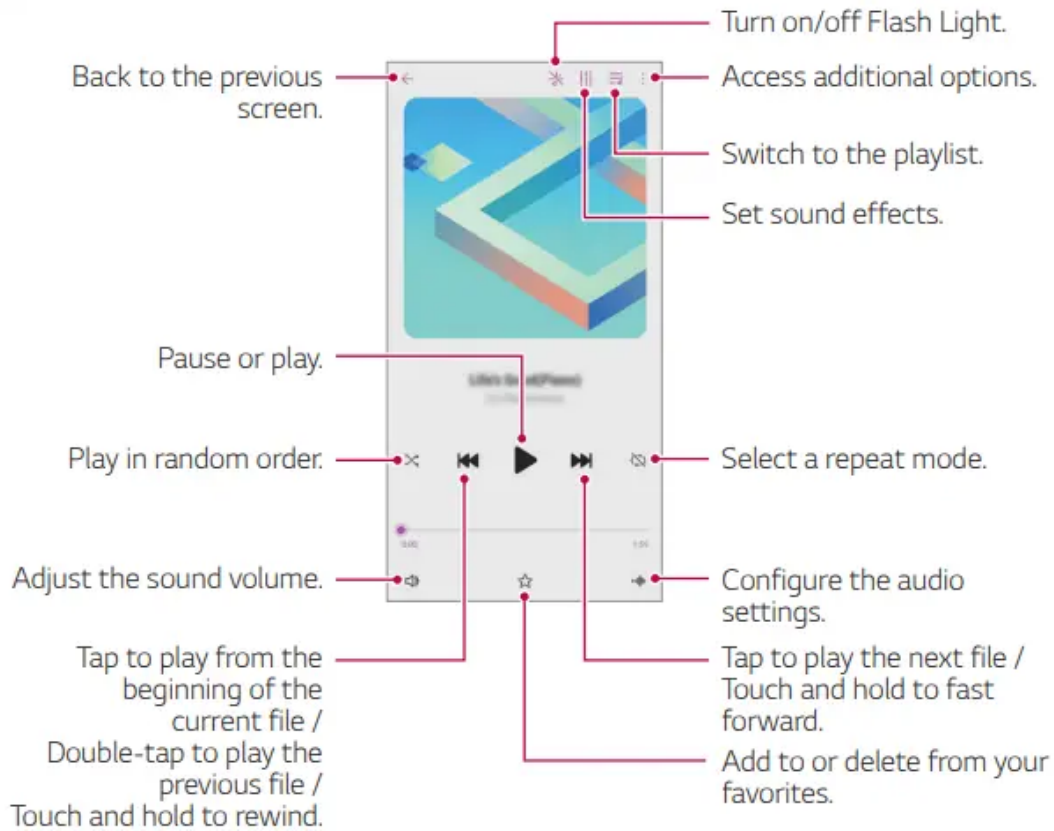 Turn on/off Flash Light.
Back to the previous
screen.
Access additional options.
Switch to the playlist.
Set sound effects.
Pause or play.
Play in random order.
Select a repeat mode.
0:00
Adjust the sound volume.
Configure the audio
settings.
Tap to play from the
beginning of the
current file /
Double-tap to play the
previous file /
Touch and hold to rewind.
Tap to play the next file /
Touch and hold to fast
forward.
Add to or delete from your
favorites.